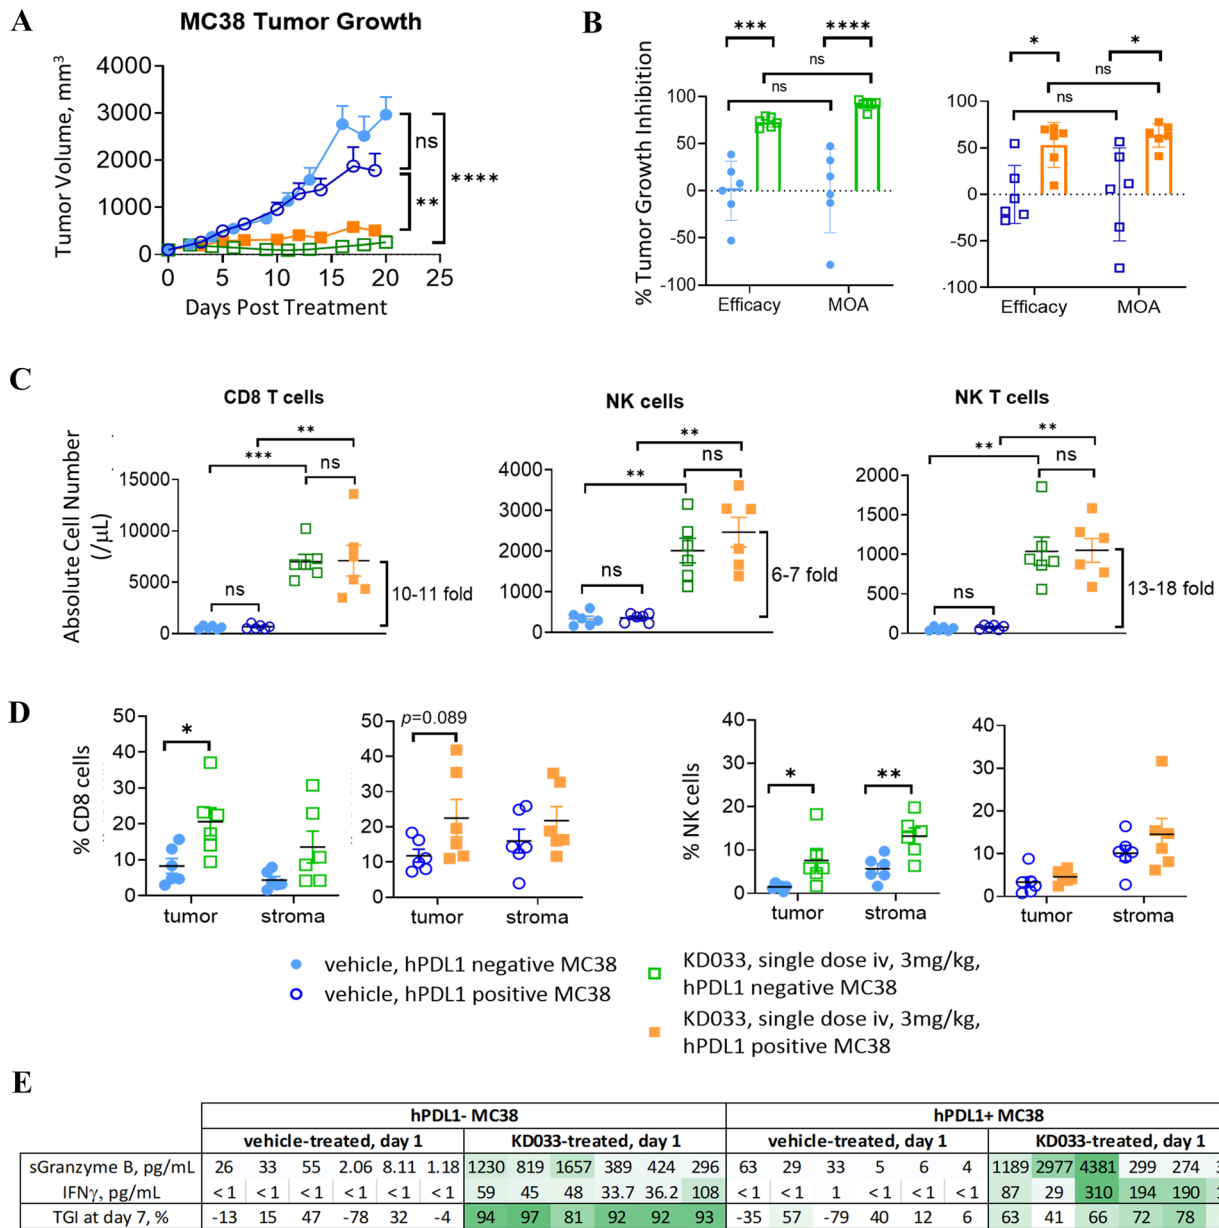 A
MC38 Tumor Growth
Tumor Volume, mm³
4000
3000
2000
1000
0
0 5 10 15 20 25
Days Post Treatment
ns
**
****
B
% Tumor Growth Inhibition
*** ****
ns
ns
100
50
0
-50
-100
Efficacy MOA
* *
ns
ns
100
50
0
-50
-100
Efficacy MOA
C
Absolute Cell Number
(/µL)
CD8 T cells
**
***
ns
15000
10000
5000
0
ns
10-11 fold
NK cells
**
**
ns
4000
3000
2000
1000
0
ns
6-7 fold
NK T cells
**
**
ns
2000
1500
1000
500
0
ns
13-18 fold
D
% CD8 cells
50
40
30
20
10
0
*
tumor stroma
50
40
30
20
10
0
p=0.089
tumor stroma
% NK cells
40
30
20
10
0
* **
tumor stroma
40
30
20
10
0
tumor stroma
vehicle, hPDL1 negative MC38
vehicle, hPDL1 positive MC38
KD033, single dose iv, 3mg/kg,
hPDL1 negative MC38
KD033, single dose iv, 3mg/kg,
hPDL1 positive MC38
E
hPDL1- MC38 hPDL1+ MC38
vehicle-treated, day 1 KD033-treated, day 1 vehicle-treated, day 1 KD033-treated, day 1
sGranzyme B, pg/mL 26 33 55 2.06 8.11 1.18 1230 819 1657 389 424 296 63 29 33 5 6 4 1189 2977 4381 299 274
IFNγ, pg/mL < 1 < 1 < 1 < 1 < 1 < 1 59 45 48 33.7 36.2 108 < 1 < 1 1 < 1 < 1 < 1 87 29 310 194 190
TGI at day 7, % -13 15 47 -78 32 -4 94 97 81 92 92 93 -35 57 -79 40 12 6 63 41 66 72 78